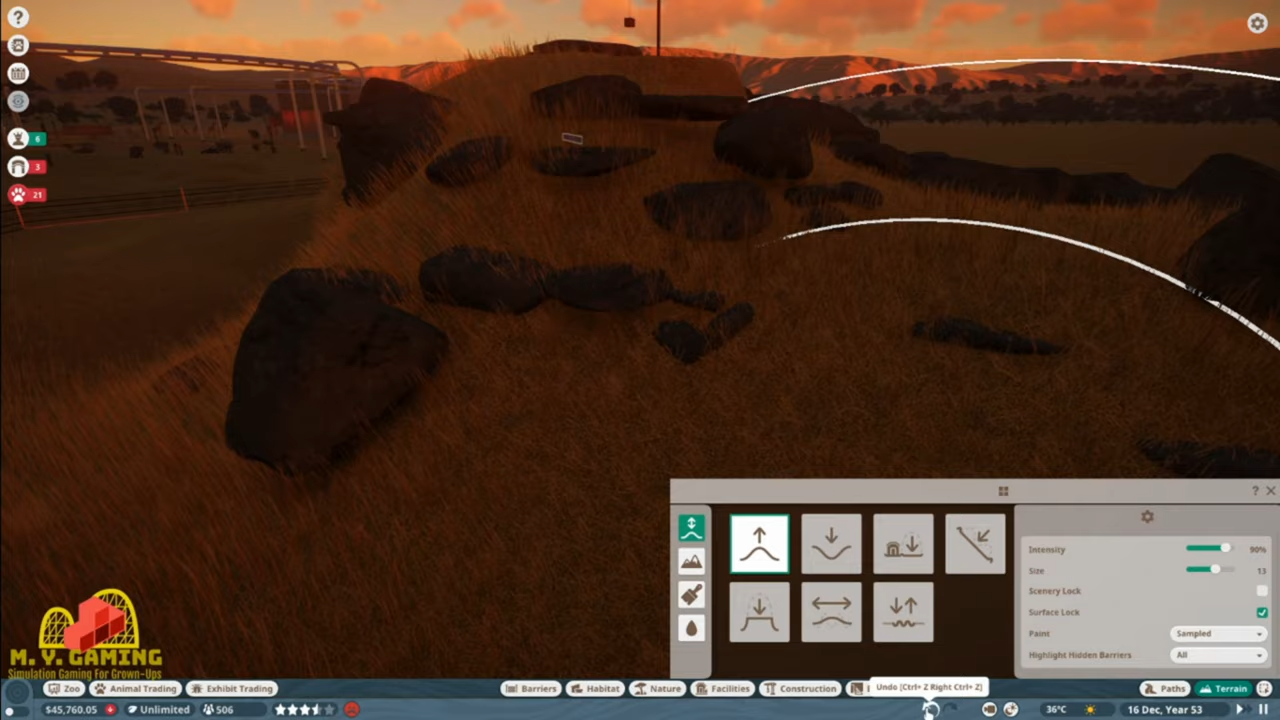 ?
6
3
21
? ×
Intensity 90%
Size 13
Scenery Lock
Surface Lock
Paint Sampled
Highlight Hidden Barriers All
M. Y. GAMING
Simulation Gaming For Grown-Ups
Zoo Animal Trading Exhibit Trading Barriers Habitat Nature Facilities Construction Undo [Ctrl+ Z Right Ctrl+ Z] Paths Terrain
$45,760.05 Unlimited 506 36°C 16 Dec, Year 53